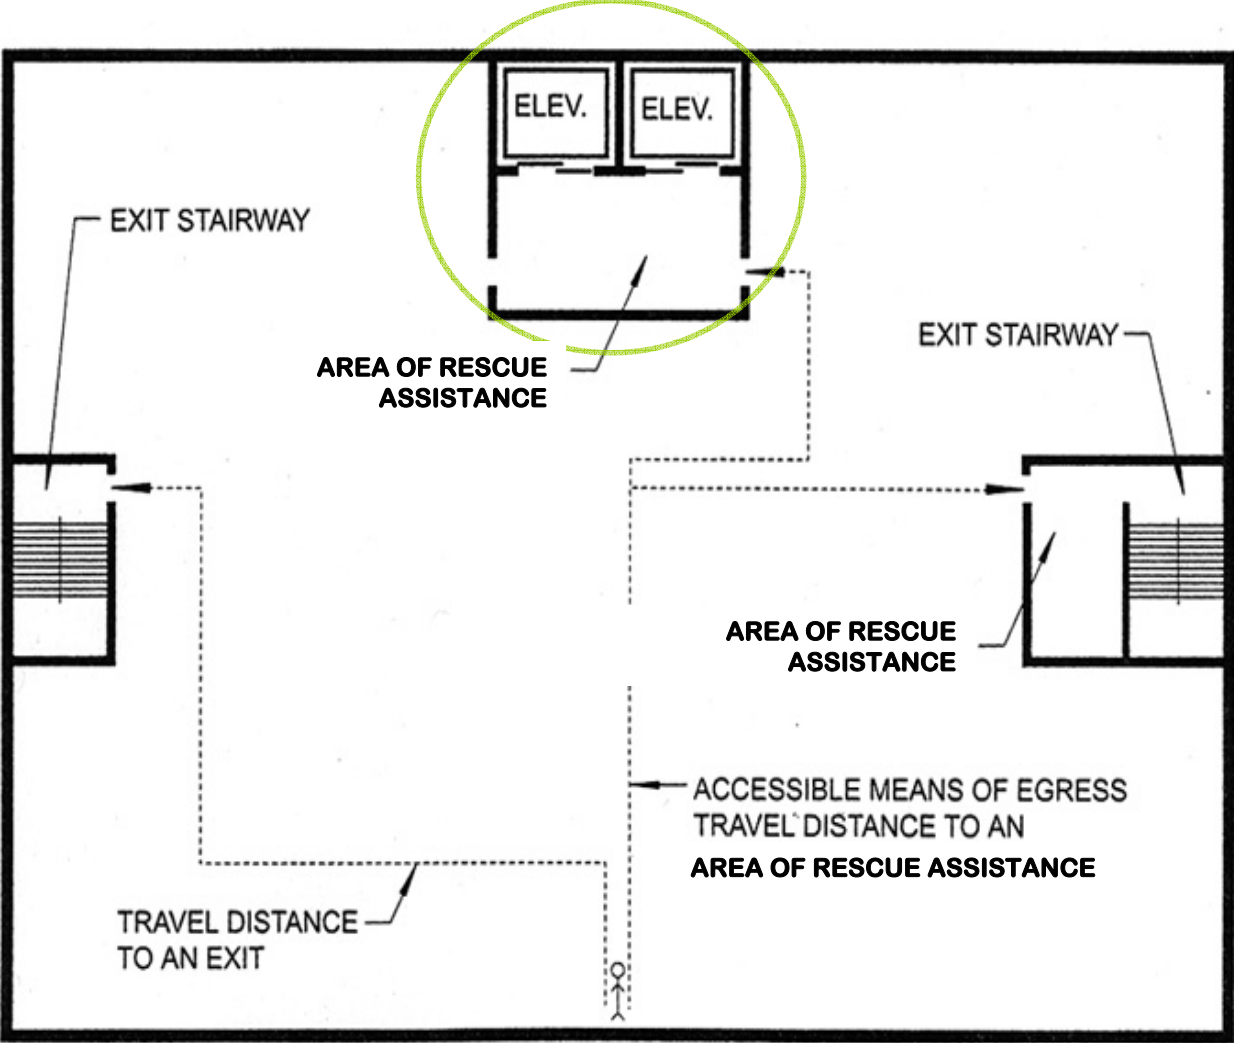 ELEV.
ELEV.
EXIT STAIRWAY
EXIT STAIRWAY
AREA OF RESCUE
ASSISTANCE
AREA OF RESCUE
ASSISTANCE
ACCESSIBLE MEANS OF EGRESS
TRAVEL DISTANCE TO AN
AREA OF RESCUE ASSISTANCE
TRAVEL DISTANCE
TO AN EXIT